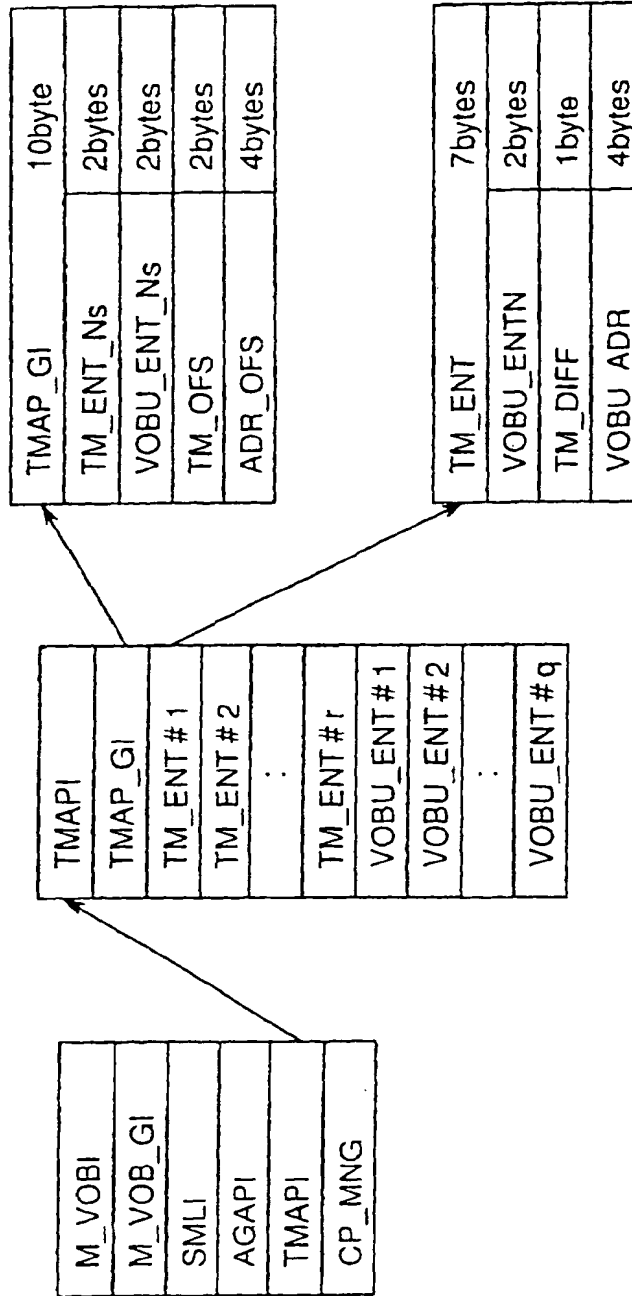 M_VOBI
M_VOB_GI
SMLI
AGAPI
TMAPI
CP_MNG
TMAPI
TMAP_GI
TM_ENT#1
TM_ENT#2
:
TM_ENT#r
VOBU_ENT#1
VOBU_ENT#2
:
VOBU_ENT#q
TMAP_GI 10byte
TM_ENT_Ns 2bytes
VOBU_ENT_Ns 2bytes
TM_OFS 2bytes
ADR_OFS 4bytes
TM_ENT 7bytes
VOBU_ENTN 2bytes
TM_DIFF 1byte
VOBU_ADR 4bytes